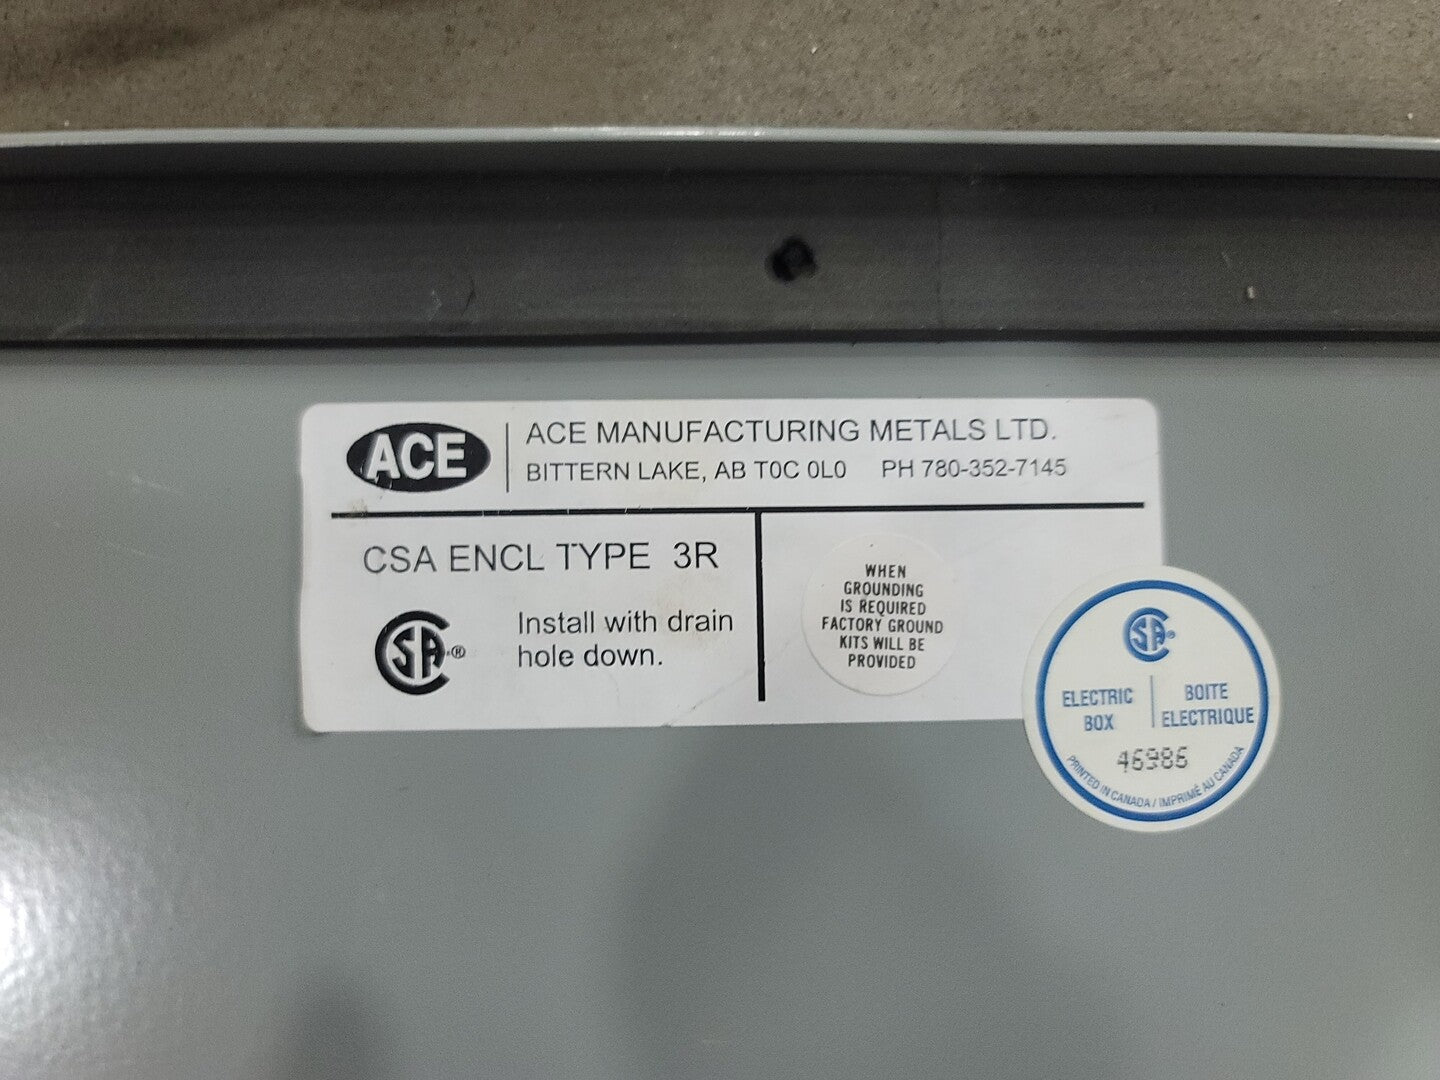 ACE
ACE MANUFACTURING METALS LTD.
BITTERN LAKE, AB T0C 0L0 PH 780-352-7145
CSA ENCL TYPE 3R
CSA®
Install with drain
hole down.
WHEN
GROUNDING
IS REQUIRED
FACTORY GROUND
KITS WILL BE
PROVIDED
CSA®
ELECTRIC
BOX
BOITE
ELECTRIQUE
46986
PRINTED IN CANADA / IMPRIMÉ AU CANADA